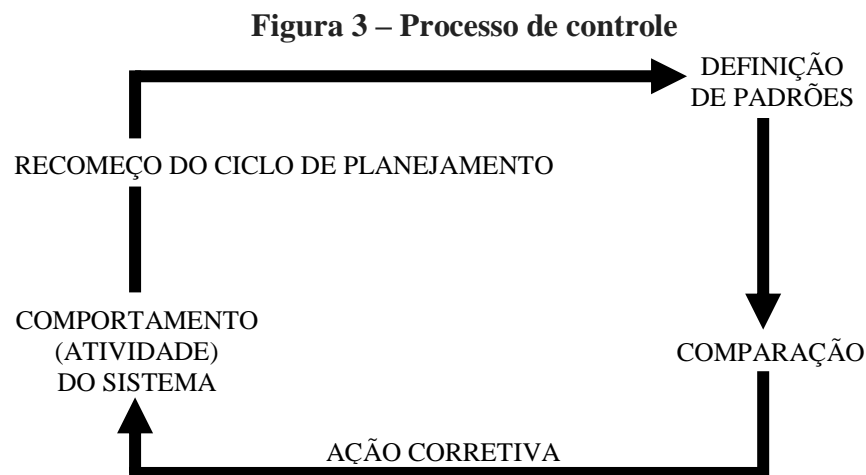 Figura 3 – Processo de controle
DEFINIÇÃO
DE PADRÕES
RECOMEÇO DO CICLO DE PLANEJAMENTO
COMPORTAMENTO
(ATIVIDADE)
DO SISTEMA
COMPARAÇÃO
AÇÃO CORRETIVA